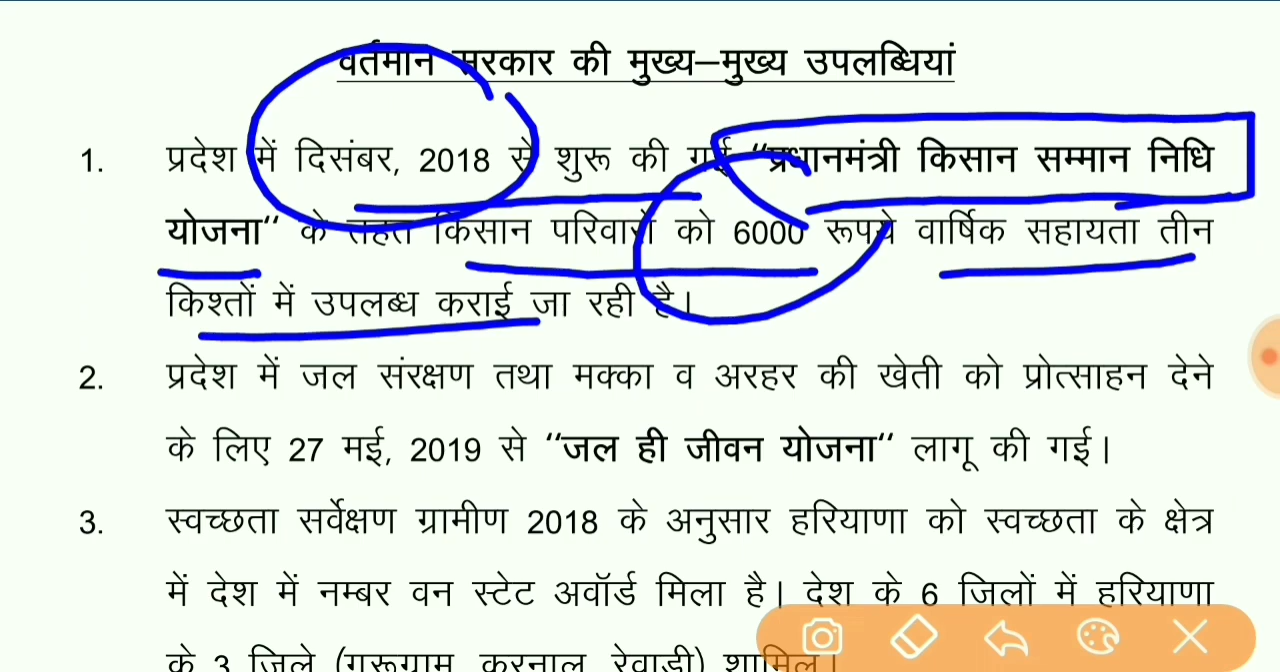 वर्तमान सरकार की मुख्य–मुख्य उपलब्धियां
1. प्रदेश में दिसंबर, 2018 से शुरू की गई "प्रधानमंत्री किसान सम्मान निधि
योजना" के तहत किसान परिवारों को 6000 रूपये वार्षिक सहायता तीन
किश्तों में उपलब्ध कराई जा रही है।
2. प्रदेश में जल संरक्षण तथा मक्का व अरहर की खेती को प्रोत्साहन देने
के लिए 27 मई, 2019 से "जल ही जीवन योजना" लागू की गई।
3. स्वच्छता सर्वेक्षण ग्रामीण 2018 के अनुसार हरियाणा को स्वच्छता के क्षेत्र
में देश में नम्बर वन स्टेट अवॉर्ड मिला है। देश के 6 जिलों में हरियाणा
के 3 जिले (गुरूग्राम, करनाल, रेवाड़ी) शामिल।